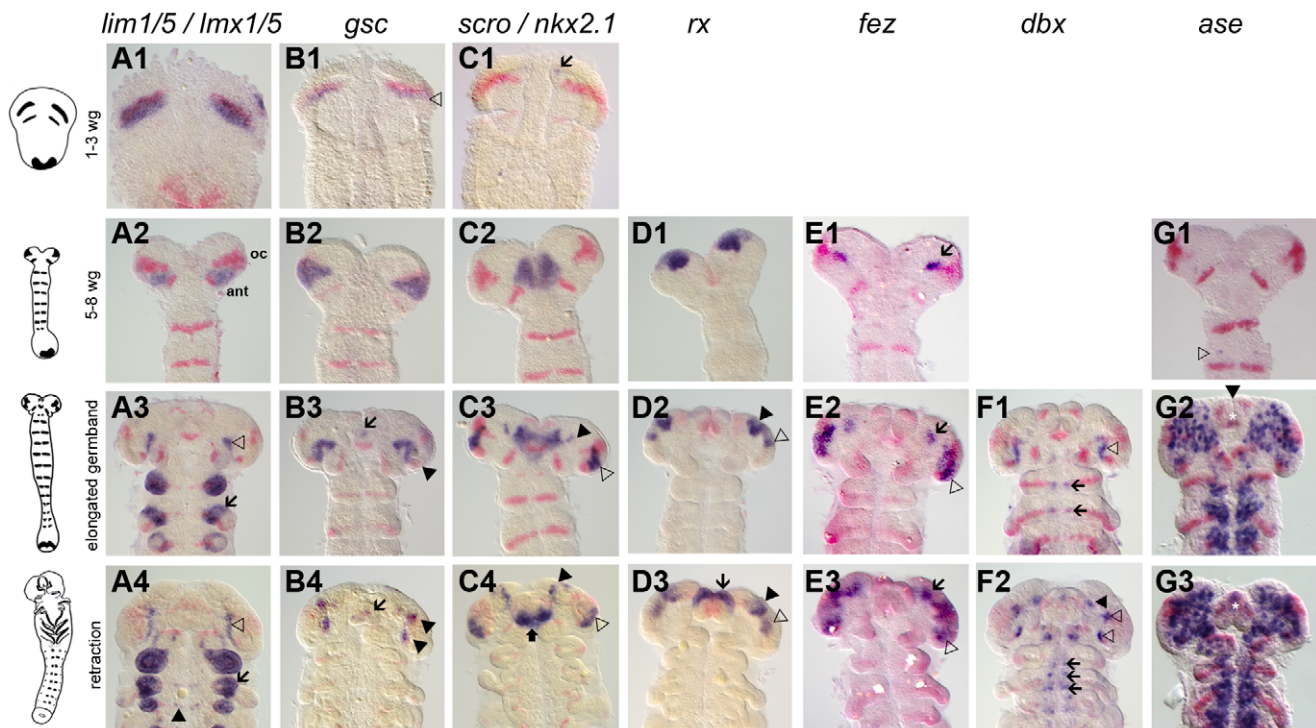 lim1/5 / lmx1/5 gsc scro / nkx2.1 rx fez dbx ase
1-3 wg
A1 B1 C1
5-8 wg
A2 B2 C2 D1 E1 G1
oc
ant
elongated germband
A3 B3 C3 D2 E2 F1 G2
*
retraction
A4 B4 C4 D3 E3 F2 G3
*